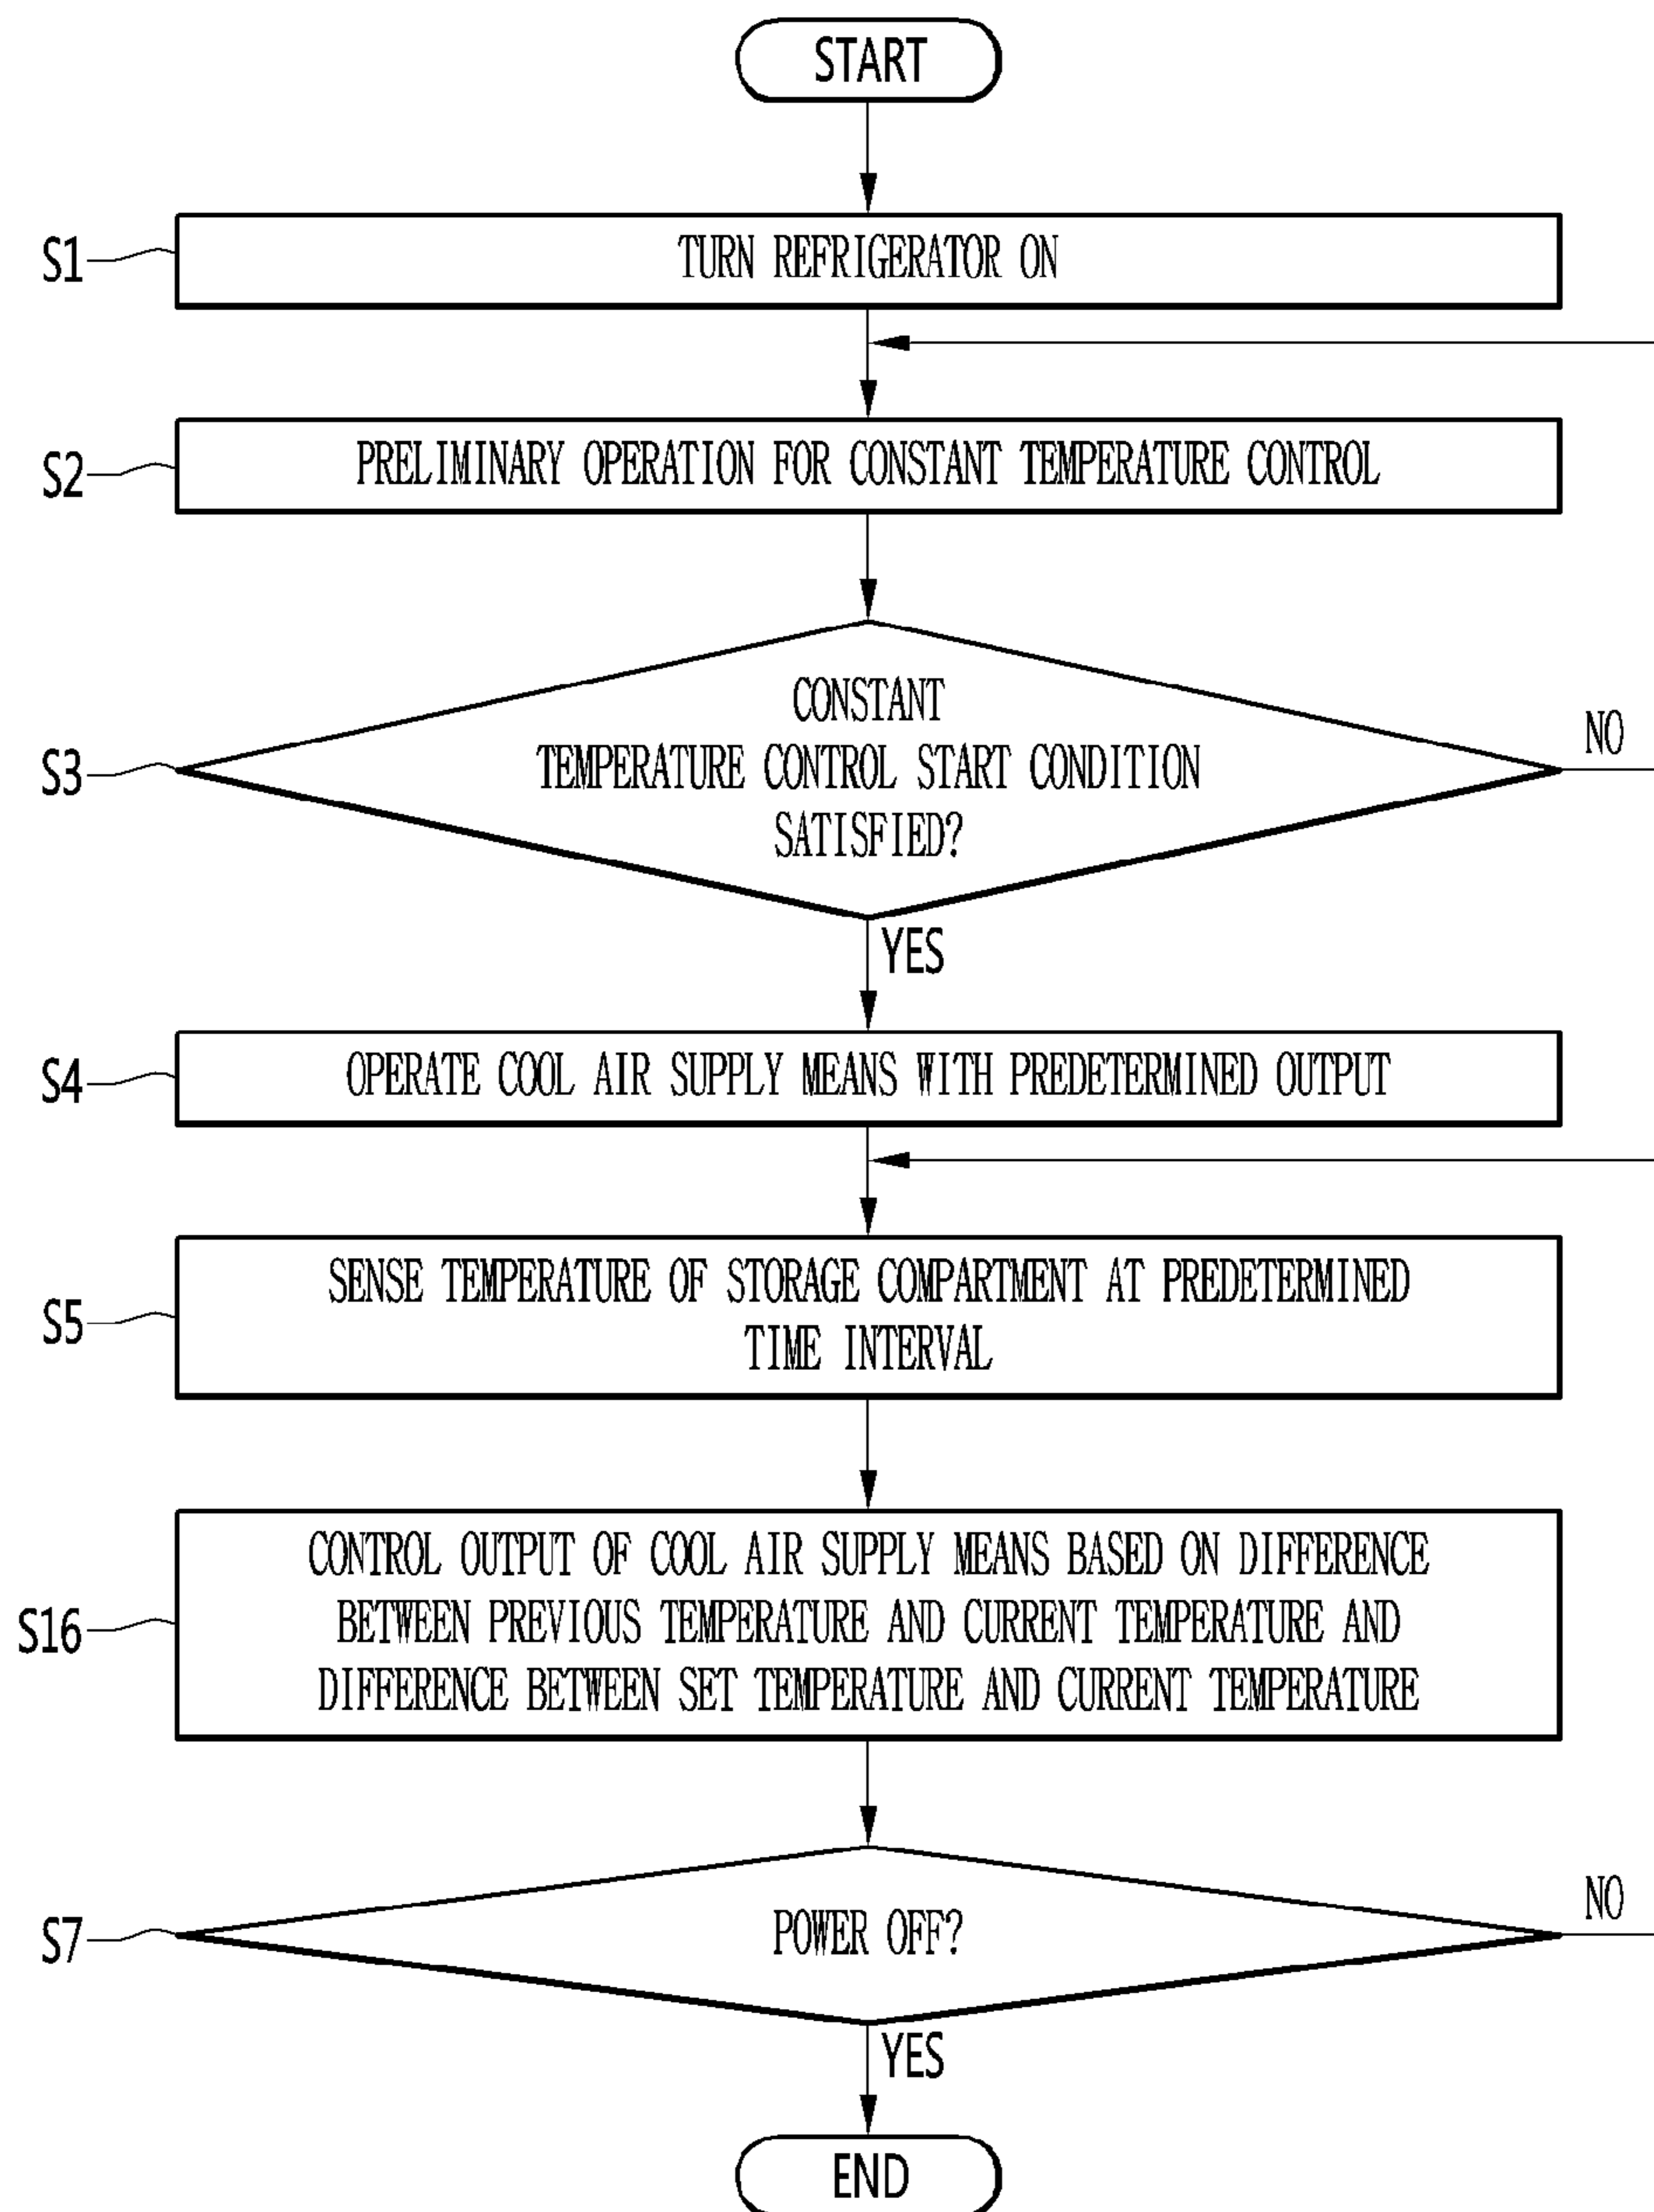 START
S1
TURN REFRIGERATOR ON
S2
PRELIMINARY OPERATION FOR CONSTANT TEMPERATURE CONTROL
S3
CONSTANT
TEMPERATURE CONTROL START CONDITION
SATISFIED?
NO
YES
S4
OPERATE COOL AIR SUPPLY MEANS WITH PREDETERMINED OUTPUT
S5
SENSE TEMPERATURE OF STORAGE COMPARTMENT AT PREDETERMINED
TIME INTERVAL
S16
CONTROL OUTPUT OF COOL AIR SUPPLY MEANS BASED ON DIFFERENCE
BETWEEN PREVIOUS TEMPERATURE AND CURRENT TEMPERATURE AND
DIFFERENCE BETWEEN SET TEMPERATURE AND CURRENT TEMPERATURE
S7
POWER OFF?
NO
YES
END